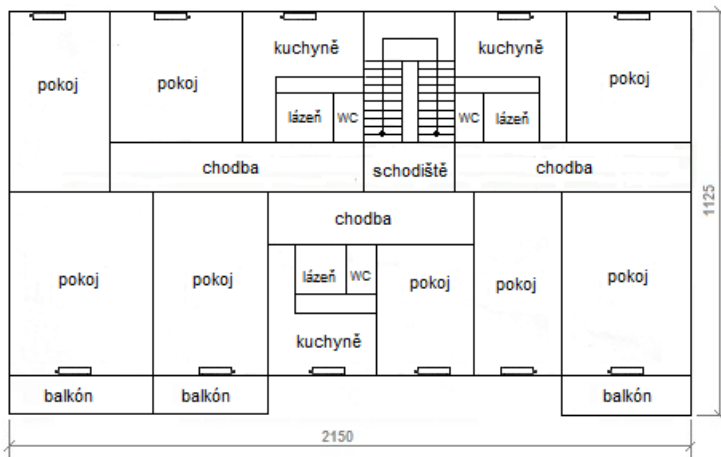 kuchyně
kuchyně
pokoj
pokoj
pokoj
lázeň
WC
WC
lázeň
chodba
schodiště
chodba
chodba
1125
pokoj
pokoj
lázeň
WC
pokoj
pokoj
pokoj
kuchyně
balkón
balkón
balkón
2150